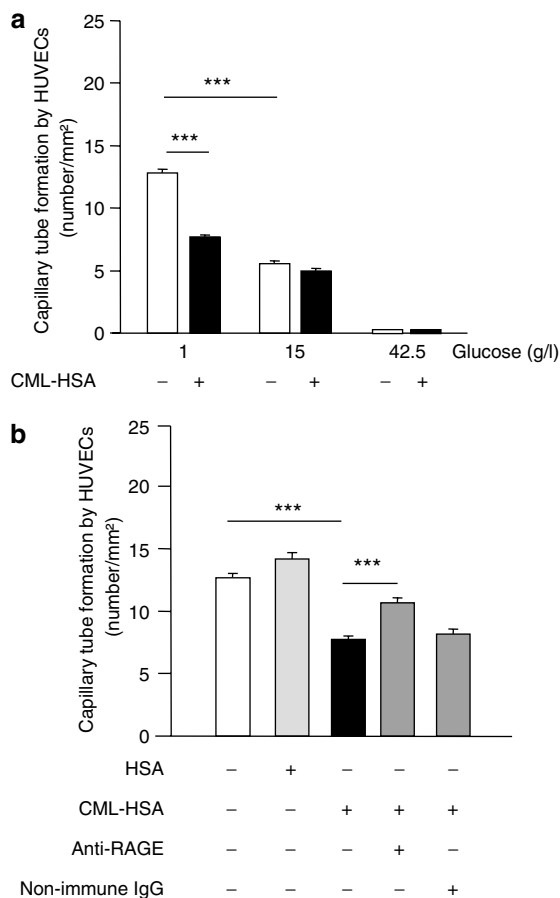 a
Capillary tube formation by HUVECs
(number/mm²)
25
20
15
10
5
0
***
***
1 15 42.5 Glucose (g/l)
CML-HSA – + – + – +
b
Capillary tube formation by HUVECs
(number/mm²)
25
20
15
10
5
0
***
***
HSA – + – – –
CML-HSA – – + + +
Anti-RAGE – – – + –
Non-immune IgG – – – – +